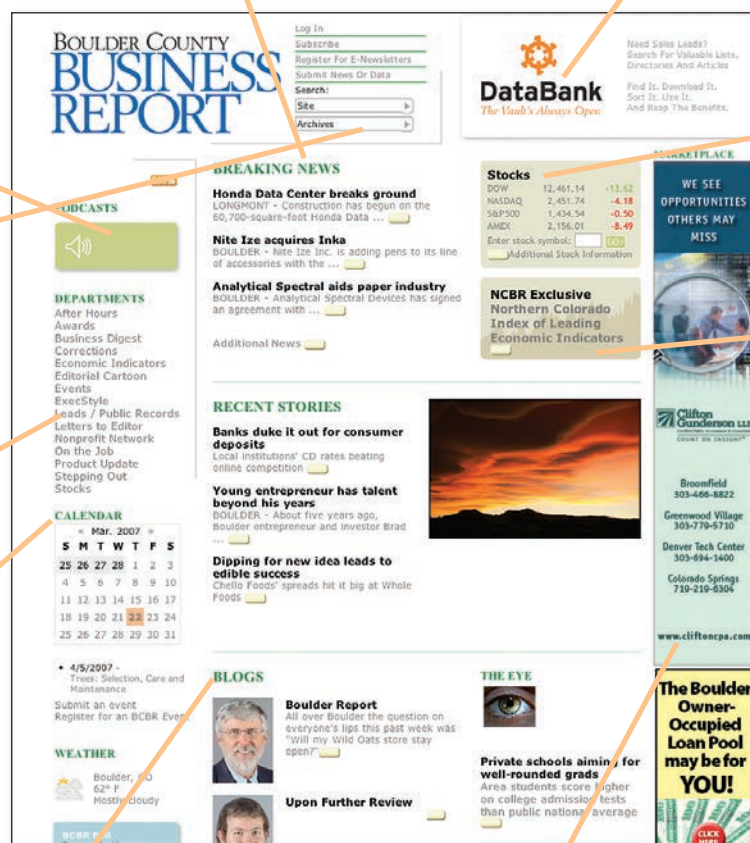 BOULDER COUNTY
BUSINESS
REPORT
Log In
Subscribe
Register For E-Newsletters
Submit News Or Data
Search:
Site
Archives
DataBank
The Vault's Always Open
Need Sales Leads?
Search For Valuable Lists,
Directories And Articles
Find It. Download It.
Sort It. Use It.
And Reap The Benefits.
PODCASTS
DEPARTMENTS
After Hours
Awards
Business Digest
Corrections
Economic Indicators
Editorial Cartoon
Events
ExecStyle
Leads / Public Records
Letters to Editor
Nonprofit Network
On the Job
Product Update
Stepping Out
Stocks
CALENDAR
« Mar. 2007 »
S M T W T F S
25 26 27 28 1 2 3
4 5 6 7 8 9 10
11 12 13 14 15 16 17
18 19 20 21 22 23 24
25 26 27 28 29 30 31
• 4/5/2007 -
Trees: Selection, Care and
Maintenance
Submit an event
Register for an BCBR Event
WEATHER
Boulder, CO
62° F
Mostly Cloudy
BCBR Poll
BREAKING NEWS
Honda Data Center breaks ground
LONGMONT - Construction has begun on the
60,700-square-foot Honda Data ...
Nite Ize acquires Inka
BOULDER - Nite Ize Inc. is adding pens to its line
of accessories with the ...
Analytical Spectral aids paper industry
BOULDER - Analytical Spectral Devices has signed
an agreement with ...
Additional News
Stocks
DOW 12,461.14 +13.62
NASDAQ 2,451.74 -4.18
S&P500 1,434.54 -0.50
AMEX 2,156.01 -8.49
Enter stock symbol: GO
Additional Stock Information
NCBR Exclusive
Northern Colorado
Index of Leading
Economic Indicators
RECENT STORIES
Banks duke it out for consumer
deposits
Local institutions' CD rates beating
online competition
Young entrepreneur has talent
beyond his years
BOULDER - About five years ago,
Boulder entrepreneur and investor Brad
...
Dipping for new idea leads to
edible success
Chello Foods' spreads hit it big at Whole
Foods
BLOGS
Boulder Report
All over Boulder the question on
everyone's lips this past week was
"Will my Wild Oats store stay
open?"
Upon Further Review
THE EYE
Private schools aiming for
well-rounded grads
Area students score higher
on college admission tests
than public national average
MARKETPLACE
WE SEE
OPPORTUNITIES
OTHERS MAY
MISS
Clifton
Gunderson LLP
COUNT ON INSIGHT
Broomfield
303-466-8822
Greenwood Village
303-779-5710
Denver Tech Center
303-694-1400
Colorado Springs
719-219-6304
www.cliftoncpa.com
The Boulder
Owner-
Occupied
Loan Pool
may be for
YOU!
CLICK
HERE